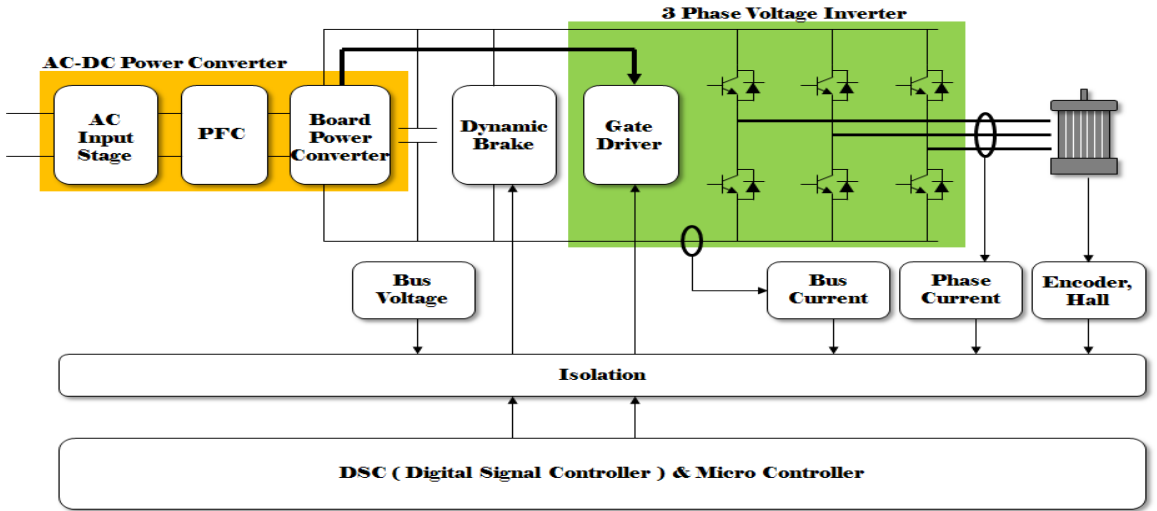 3 Phase Voltage Inverter
AC-DC Power Converter
AC
Input
Stage
PFC
Board
Power
Converter
Dynamic
Brake
Gate
Driver
Bus
Voltage
Bus
Current
Phase
Current
Encoder,
Hall
Isolation
DSC ( Digital Signal Controller ) & Micro Controller